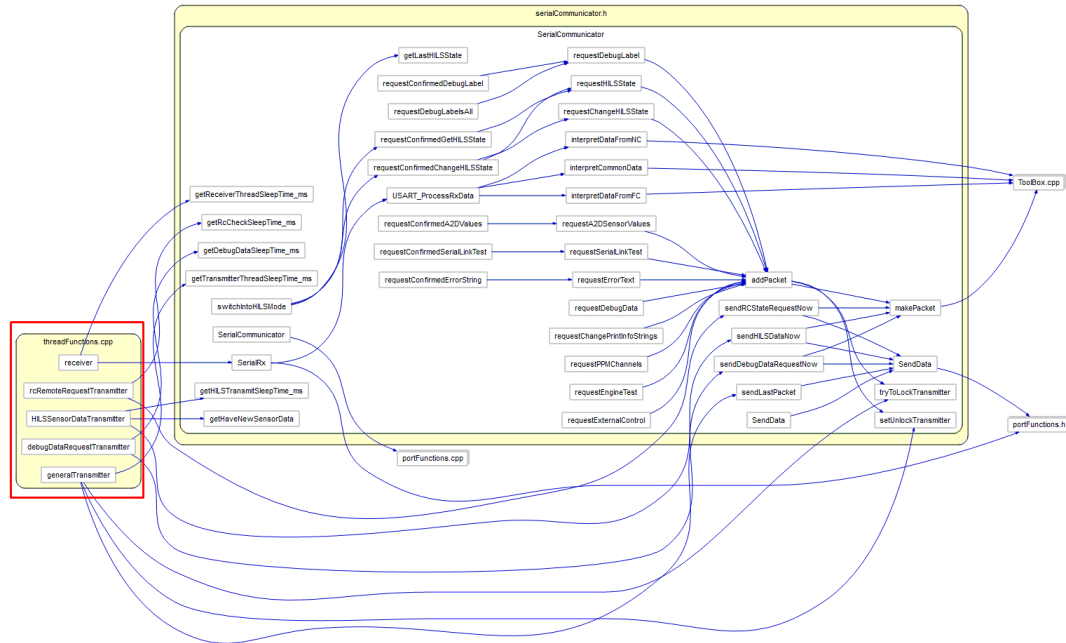 serialCommunicator.h
SerialCommunicator
getLastHILSState
requestDebugLabel
requestConfirmedDebugLabel
requestHILSState
requestDebugLabelsAll
requestChangeHILSState
requestConfirmedGetHILSState
interpretDataFromNC
requestConfirmedChangeHILSState
interpretCommonData
ToolBox.cpp
getReceiverThreadSleepTime_ms
USART_ProcessRxData
interpretDataFromFC
getRcCheckSleepTime_ms
requestConfirmedA2DValues
requestA2DSensorValues
getDebugDataSleepTime_ms
requestConfirmedSerialLinkTest
requestSerialLinkTest
getTransmitterThreadSleepTime_ms
requestConfirmedErrorString
requestErrorText
addPacket
switchIntoHILSMode
requestDebugData
sendRCStateRequestNow
makePacket
SerialCommunicator
requestChangePrintInfoStrings
sendHILSDataNow
threadFunctions.cpp
receiver
SerialRx
requestPPMChannels
sendDebugDataRequestNow
SendData
rcRemoteRequestTransmitter
getHILSTransmitSleepTime_ms
requestEngineTest
sendLastPacket
tryToLockTransmitter
HILSSensorDataTransmitter
getHaveNewSensorData
requestExternalControl
SendData
setUnlockTransmitter
portFunctions.h
debugDataRequestTransmitter
portFunctions.cpp
generalTransmitter